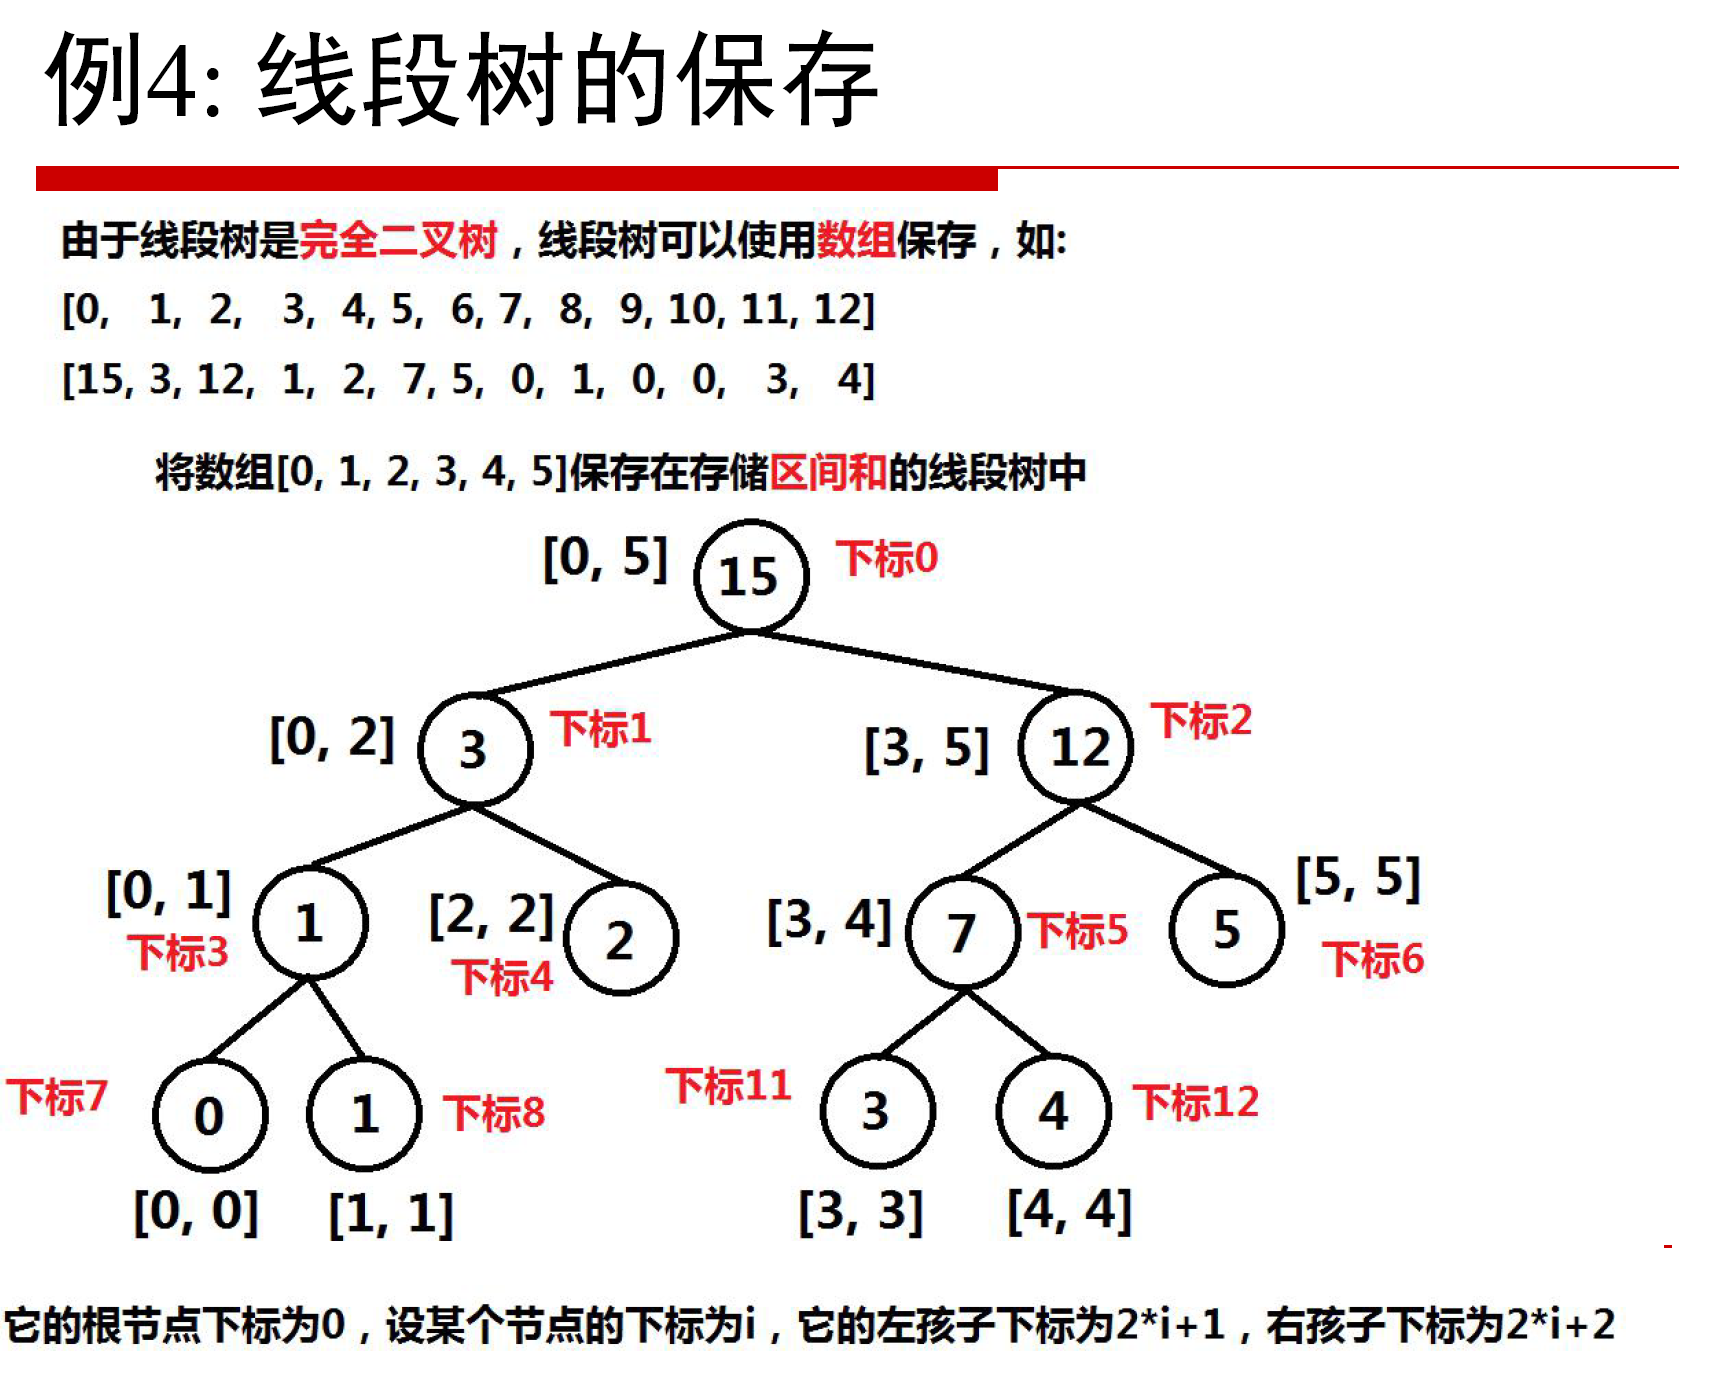 例4: 线段树的保存
由于线段树是完全二叉树，线段树可以使用数组保存，如:
[0, 1, 2, 3, 4, 5, 6, 7, 8, 9, 10, 11, 12]
[15, 3, 12, 1, 2, 7, 5, 0, 1, 0, 0, 3, 4]
将数组[0, 1, 2, 3, 4, 5]保存在存储区间和的线段树中
[0, 5] 15 下标0
[0, 2] 3 下标1 [3, 5] 12 下标2
[0, 1] 1 [2, 2] 2 [3, 4] 7 下标5 5 [5, 5]
下标3 下标4 下标6
下标7 0 1 下标8 下标11 3 4 下标12
[0, 0] [1, 1] [3, 3] [4, 4]
它的根节点下标为0，设某个节点的下标为i，它的左孩子下标为2*i+1，右孩子下标为2*i+2